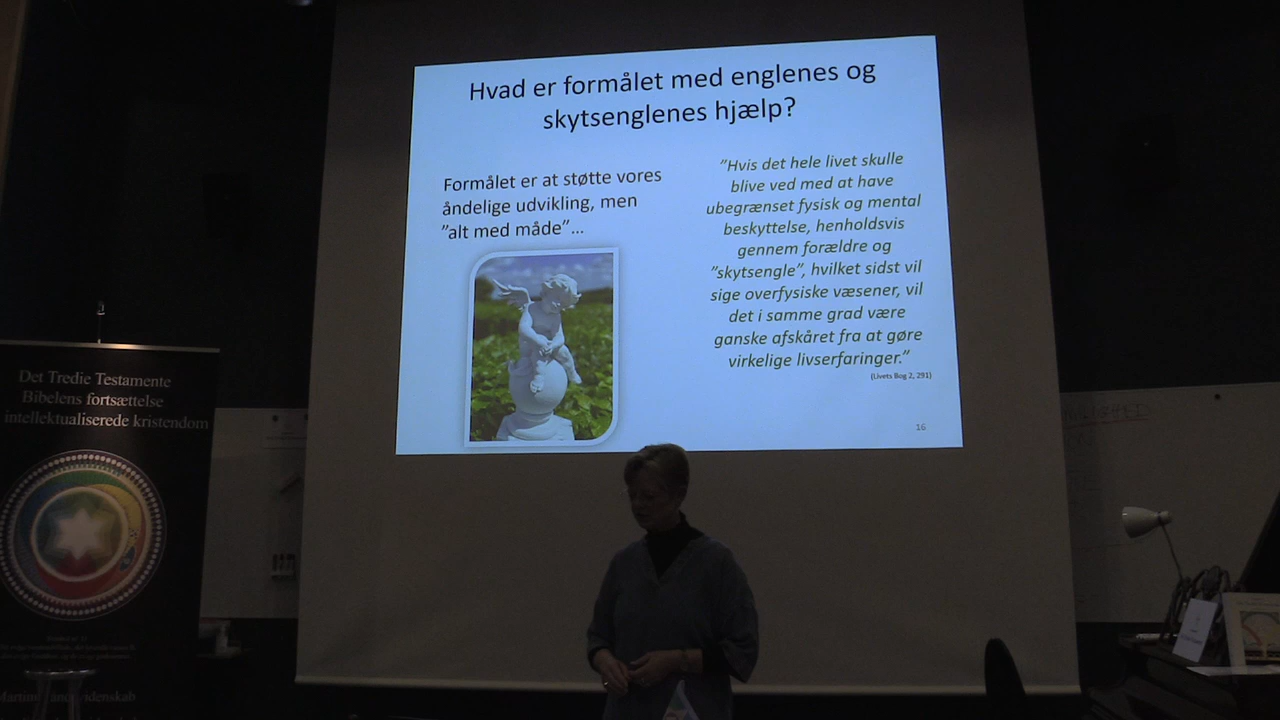 Hvad er formålet med englenes og
skytsenglenes hjælp?
Formålet er at støtte vores
åndelige udvikling, men
”alt med måde”...
”Hvis det hele livet skulle
blive ved med at have
ubegrænset fysisk og mental
beskyttelse, henholdsvis
gennem forældre og
”skytsengle”, hvilket sidst vil
sige overfysiske væsener, vil
det i samme grad være
ganske afskåret fra at gøre
virkelige livserfaringer.”
(Livets Bog 2, 291)
16
Det Tredie Testamente
Bibelens fortsættelse
intellektualiserede kristendom